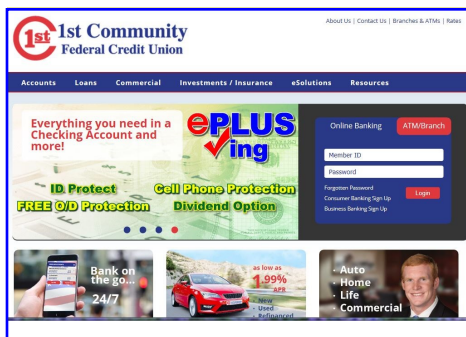 About Us | Contact Us | Branches & ATMs | Rates
1st
1st Community
Federal Credit Union
Accounts Loans Commercial Investments / Insurance eSolutions Resources
Everything you need in a
Checking Account and
more!
ePLUS
ing
ID Protect Cell Phone Protection
FREE O/D Protection Dividend Option
Online Banking ATM/Branch
Member ID
Password
Forgotten Password
Consumer Banking Sign Up
Business Banking Sign Up
Login
Bank on
the go...
24/7
as low as
1.99%
APR
• New
• Used
• Refinanced
• Auto
• Home
• Life
• Commercial